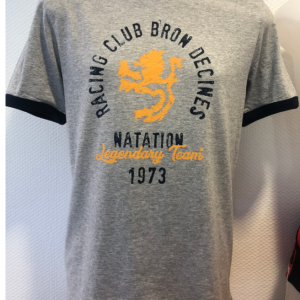 RACING CLUB BRON DECINES
NATATION
Legendary Team
1973